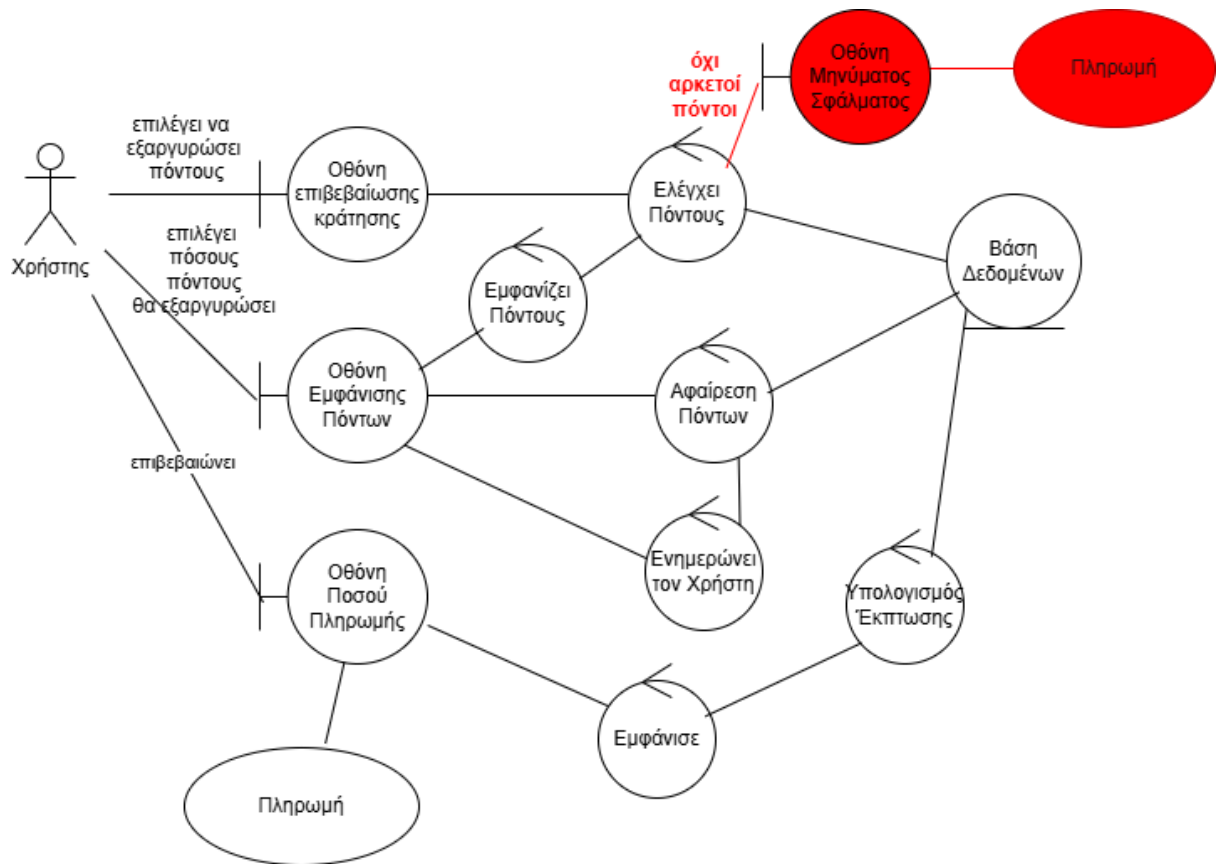 όχι
αρκετοί
πόντοι
Οθόνη
Μηνύματος
Σφάλματος
Πληρωμή
επιλέγει να
εξαργυρώσει
πόντους
Οθόνη
επιβεβαίωσης
κράτησης
Ελέγχει
Πόντους
Βάση
Δεδομένων
Χρήστης
επιλέγει
πόσους
πόντους
θα εξαργυρώσει
Εμφανίζει
Πόντους
Οθόνη
Εμφάνισης
Πόντων
Αφαίρεση
Πόντων
επιβεβαιώνει
Οθόνη
Ποσού
Πληρωμής
Ενημερώνει
τον Χρήστη
Υπολογισμός
Έκπτωσης
Εμφάνισε
Πληρωμή